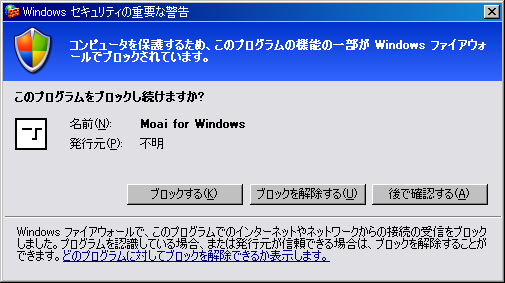 Windows セキュリティの重要な警告
コンピュータを保護するため、このプログラムの機能の一部が Windows ファイアウォ
ールでブロックされています。
このプログラムをブロックし続けますか?
名前(N): Moai for Windows
発行元(P): 不明
ブロックする(K) ブロックを解除する(U) 後で確認する(A)
Windows ファイアウォールで、このプログラムでのインターネットやネットワークからの接続の受信をブロック
しました。プログラムを認識している場合、または発行元が信頼できる場合は、ブロックを解除することが
できます。どのプログラムに対してブロックを解除できるか表示します。